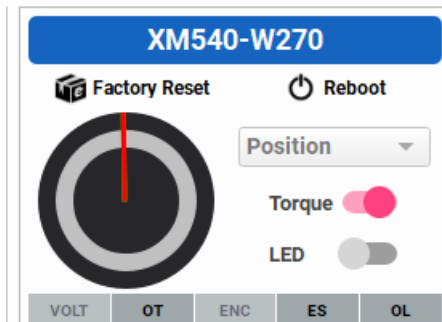 XM540-W270
Factory Reset
Reboot
Position
Torque
LED
VOLT OT ENC ES OL